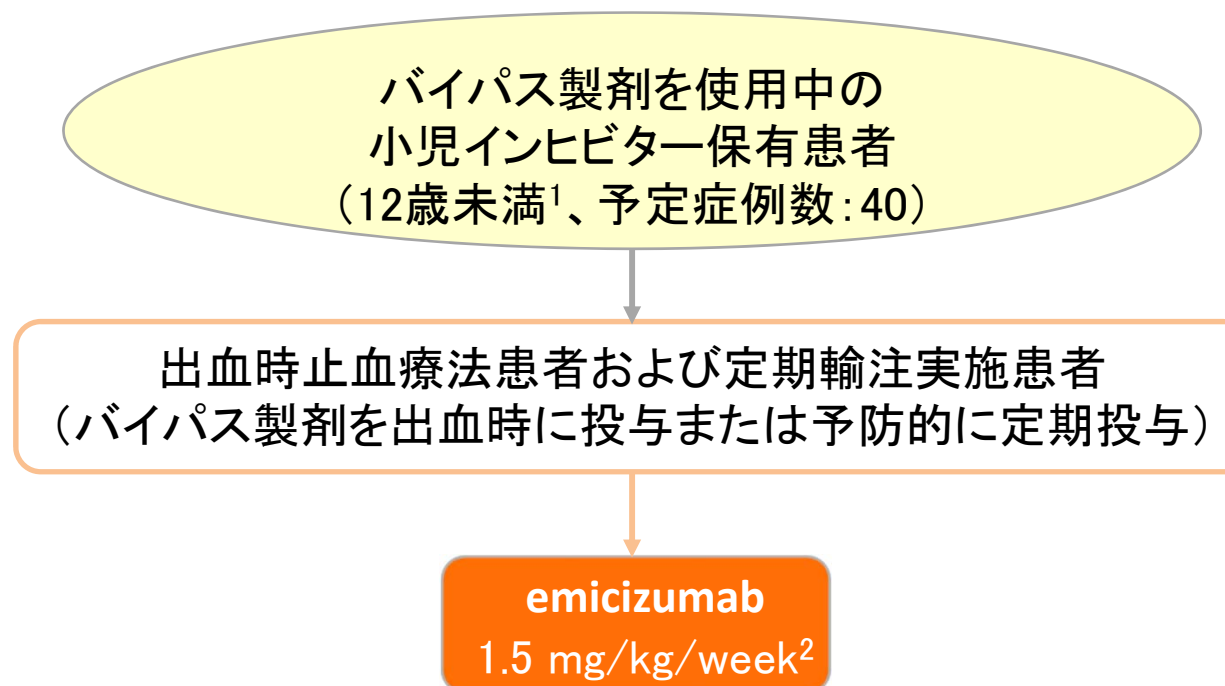 バイパス製剤を使用中の
小児インヒビター保有患者
（12歳未満¹、予定症例数：40）
出血時止血療法患者および定期輸注実施患者
（バイパス製剤を出血時に投与または予防的に定期投与）
emicizumab
1.5 mg/kg/week²